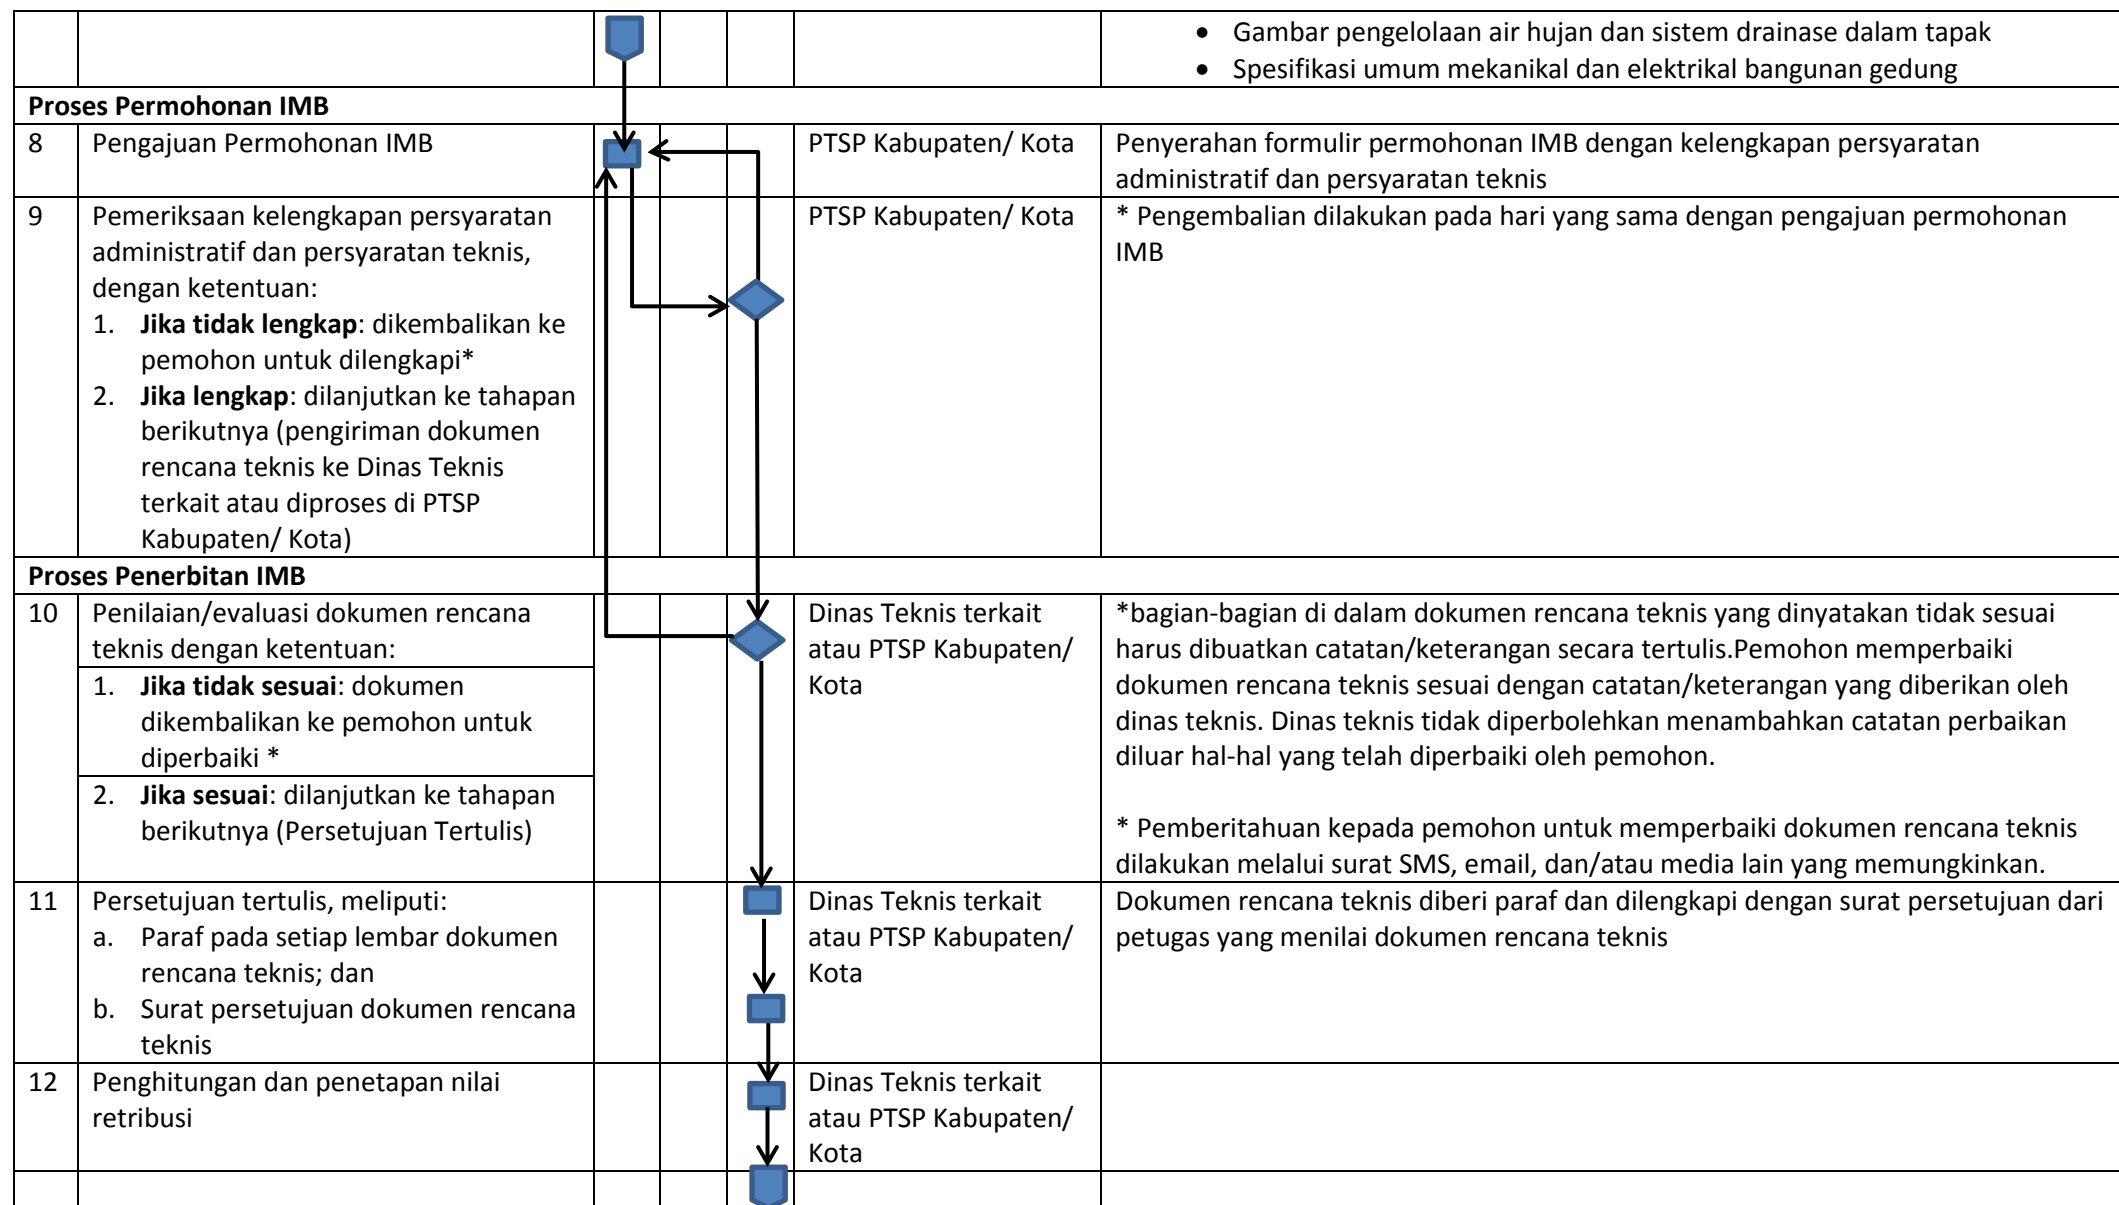 • Gambar pengelolaan air hujan dan sistem drainase dalam tapak
• Spesifikasi umum mekanikal dan elektrikal bangunan gedung
Proses Permohonan IMB
8
Pengajuan Permohonan IMB
PTSP Kabupaten/ Kota
Penyerahan formulir permohonan IMB dengan kelengkapan persyaratan
administratif dan persyaratan teknis
9
Pemeriksaan kelengkapan persyaratan
administratif dan persyaratan teknis,
dengan ketentuan:
1. Jika tidak lengkap: dikembalikan ke
pemohon untuk dilengkapi*
2. Jika lengkap: dilanjutkan ke tahapan
berikutnya (pengiriman dokumen
rencana teknis ke Dinas Teknis
terkait atau diproses di PTSP
Kabupaten/ Kota)
PTSP Kabupaten/ Kota
* Pengembalian dilakukan pada hari yang sama dengan pengajuan permohonan
IMB
Proses Penerbitan IMB
10
Penilaian/evaluasi dokumen rencana
teknis dengan ketentuan:
1. Jika tidak sesuai: dokumen
dikembalikan ke pemohon untuk
diperbaiki *
2. Jika sesuai: dilanjutkan ke tahapan
berikutnya (Persetujuan Tertulis)
Dinas Teknis terkait
atau PTSP Kabupaten/
Kota
*bagian-bagian di dalam dokumen rencana teknis yang dinyatakan tidak sesuai
harus dibuatkan catatan/keterangan secara tertulis.Pemohon memperbaiki
dokumen rencana teknis sesuai dengan catatan/keterangan yang diberikan oleh
dinas teknis. Dinas teknis tidak diperbolehkan menambahkan catatan perbaikan
diluar hal-hal yang telah diperbaiki oleh pemohon.
* Pemberitahuan kepada pemohon untuk memperbaiki dokumen rencana teknis
dilakukan melalui surat SMS, email, dan/atau media lain yang memungkinkan.
11
Persetujuan tertulis, meliputi:
a. Paraf pada setiap lembar dokumen
rencana teknis; dan
b. Surat persetujuan dokumen rencana
teknis
Dinas Teknis terkait
atau PTSP Kabupaten/
Kota
Dokumen rencana teknis diberi paraf dan dilengkapi dengan surat persetujuan dari
petugas yang menilai dokumen rencana teknis
12
Penghitungan dan penetapan nilai
retribusi
Dinas Teknis terkait
atau PTSP Kabupaten/
Kota